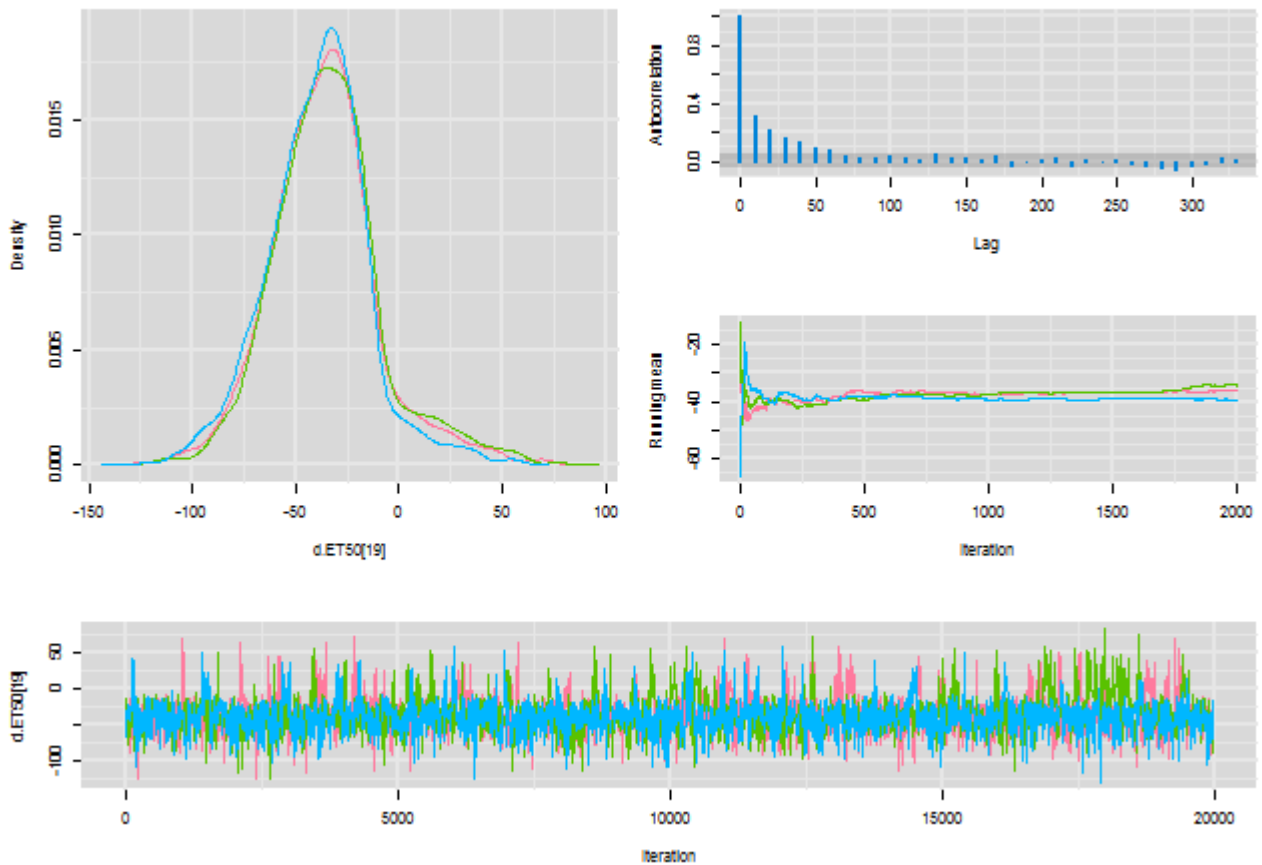 Density
0.000 0.005 0.010 0.015
-150 -100 -50 0 50 100
d.ET50[19]
Autocorrelation
0.0 0.4 0.8
0 50 100 150 200 250 300
Lag
Running mean
-60 -40 -20
0 500 1000 1500 2000
Iteration
d.ET50[19]
-100 0 50
0 5000 10000 15000 20000
Iteration